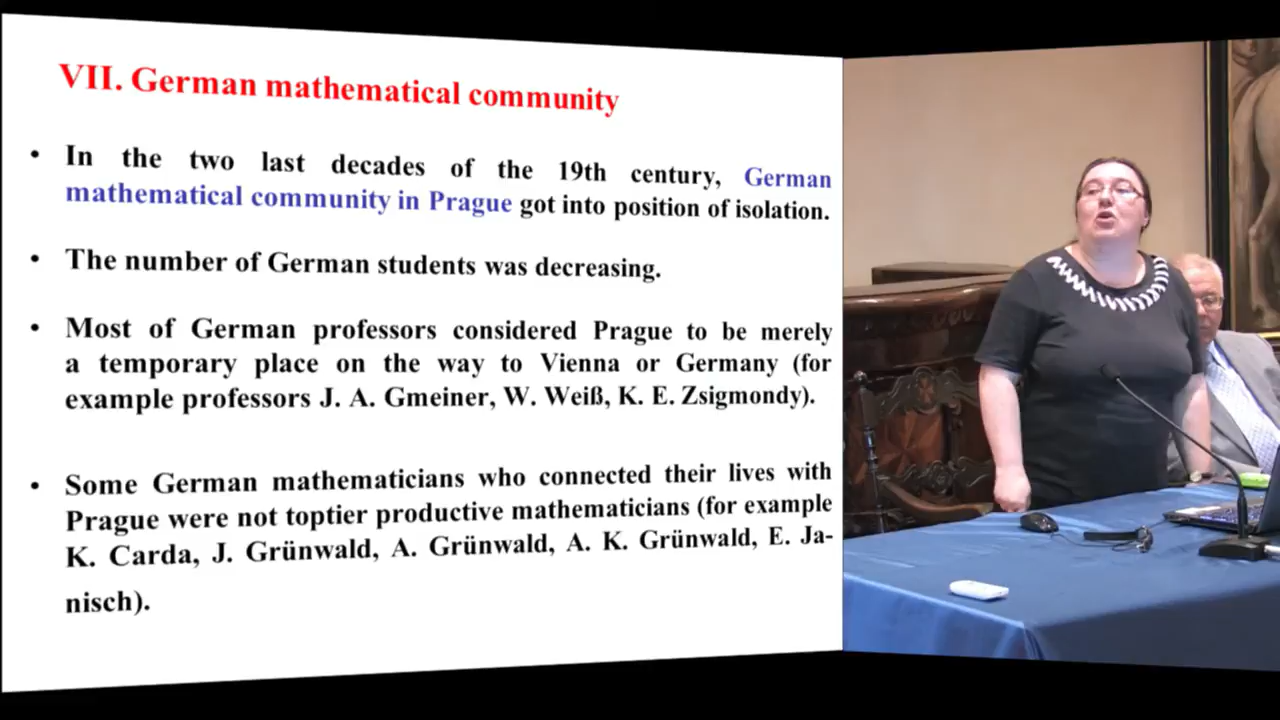 VII. German mathematical community
• In the two last decades of the 19th century, German
mathematical community in Prague got into position of isolation.
• The number of German students was decreasing.
• Most of German professors considered Prague to be merely
a temporary place on the way to Vienna or Germany (for
example professors J. A. Gmeiner, W. Weiß, K. E. Zsigmondy).
• Some German mathematicians who connected their lives with
Prague were not toptier productive mathematicians (for example
K. Carda, J. Grünwald, A. Grünwald, A. K. Grünwald, E. Ja-
nisch).